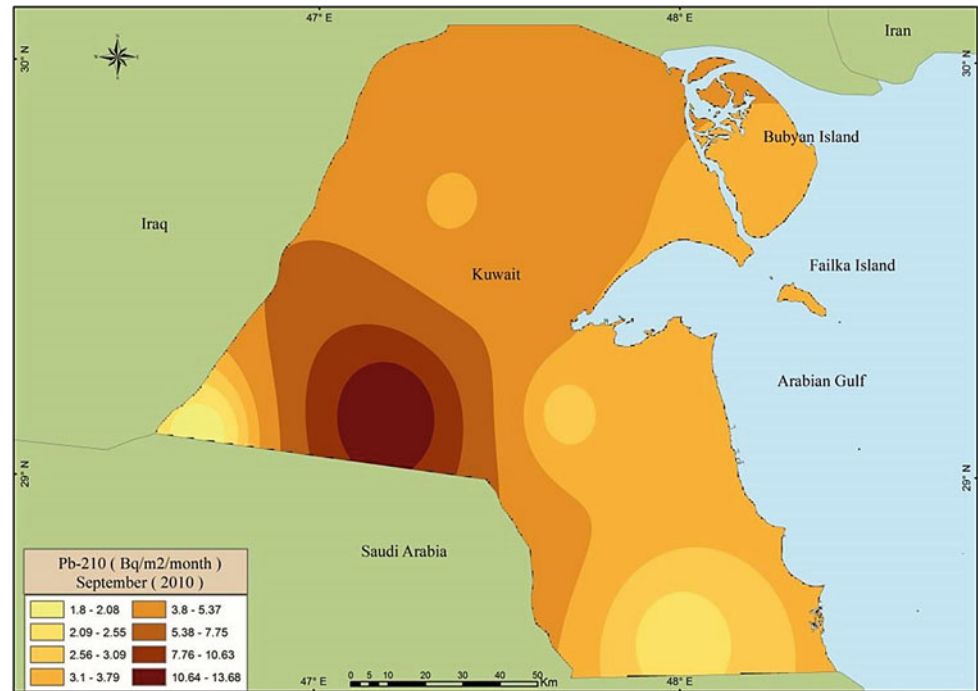 47° E
48° E
Iran
30° N
30° N
N
Bubyan Island
Iraq
Failka Island
Kuwait
Arabian Gulf
29° N
29° N
Saudi Arabia
Pb-210 ( Bq/m2/month )
September ( 2010 )
1.8 - 2.08
3.8 - 5.37
2.09 - 2.55
5.38 - 7.75
2.56 - 3.09
7.76 - 10.63
3.1 - 3.79
10.64 - 13.68
0 5 10 20 30 40 50 Km
47° E
48° E